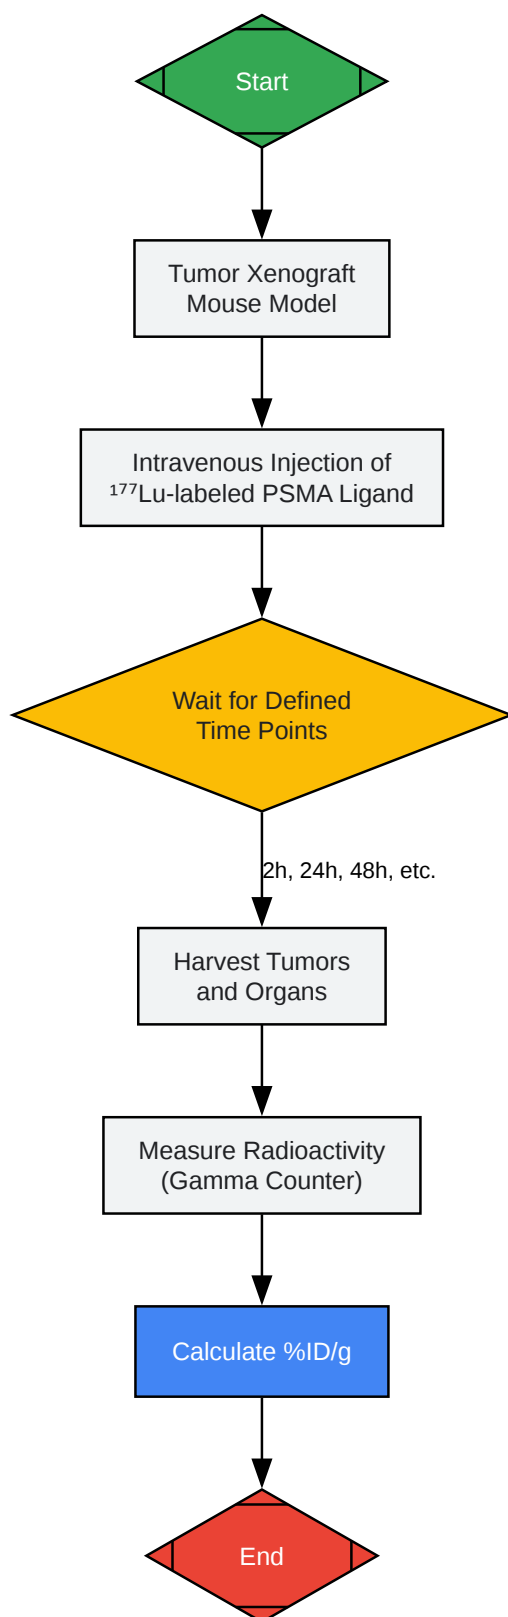 Start
Tumor Xenograft
Mouse Model
Intravenous Injection of
¹⁷⁷Lu-labeled PSMA Ligand
Wait for Defined
Time Points
2h, 24h, 48h, etc.
Harvest Tumors
and Organs
Measure Radioactivity
(Gamma Counter)
Calculate %ID/g
End